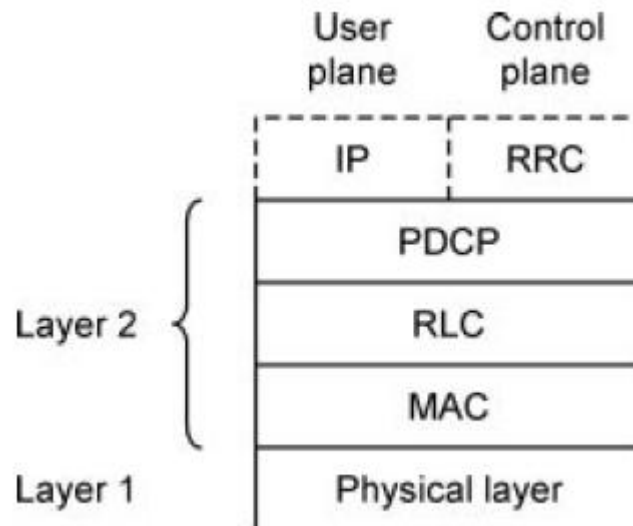 User plane
Control plane
IP
RRC
PDCP
Layer 2
RLC
MAC
Layer 1
Physical layer